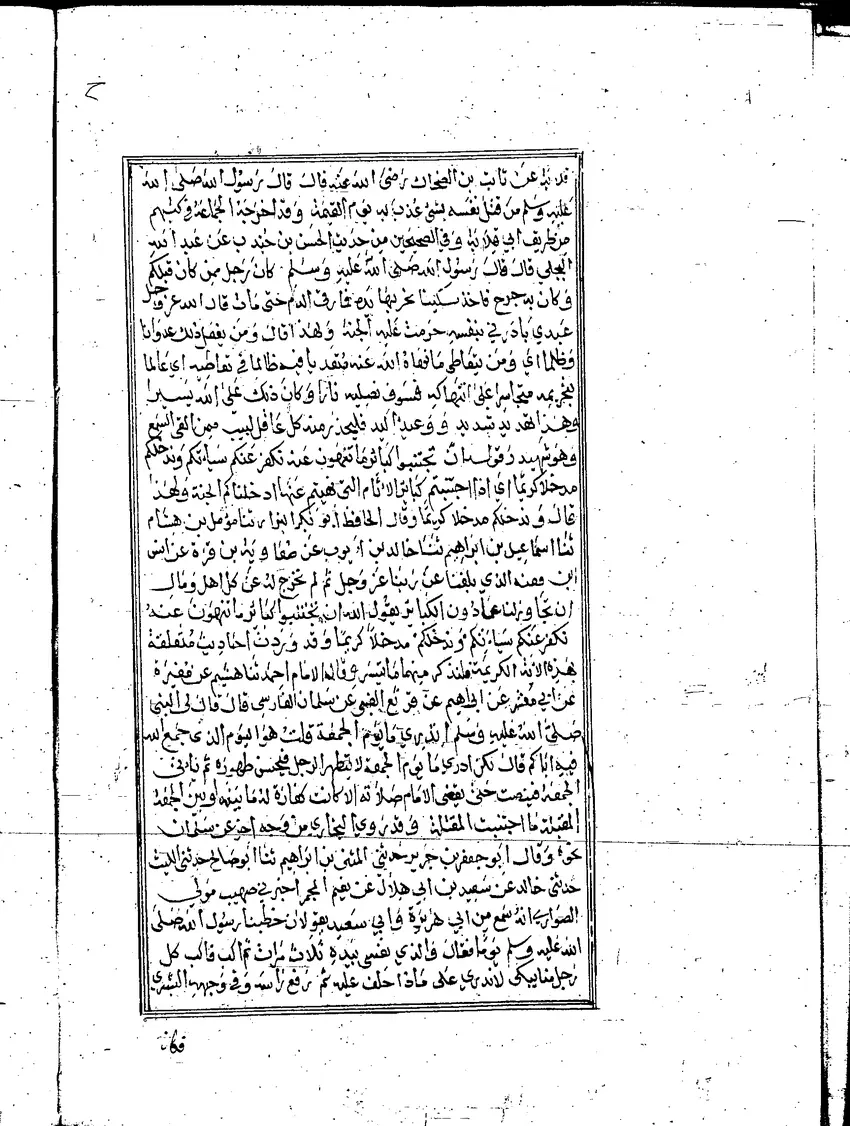 قلابة عن ثابت بن الضحاك رضى الله عنه قال قال رسول الله صلى الله
عليه وسلم من قتل نفسه بشئ عذب به يوم القيمة وقد اخرجه الجماعة في كتبهم
من طريق ابي قلابة وفي الصحيحين من حديث الحسن بن جندب عن عبد الله
البجلي قال قال رسول الله صلى الله عليه وسلم كان رجل ممن كان قبلكم
وكان به جرح فاخذ سكينا نحر بها يده فما رقى الدم حتى مات قال الله عز وجل
عبدي بادرني بنفسه حرمت عليه الجنة ولهذا قال ومن يفعل ذلك عدوانا
وظلما اي ومن يتعاطى ما نهاه الله عنه متعديا فيه ظالما في تعاطيه اي عالما
بتحريمه متجاسرا على انتهاكه فسوف نصليه نارا وكان ذلك على الله يسيرا
وهذا تهديد شديد ووعيد اكيد فليحذر منه كل عاقل لبيب ممن القى السمع
وهو شهيد وقوله ان تجتنبوا كبائر ما تنهون عنه نكفر عنكم سياتكم وندخلكم
مدخلا كريما اي اذا اجتنبتم كبائر الاثام التي نهيتم عنها ادخلناكم الجنة ولهذا
قال وندخلكم مدخلا كريما وقال الحافظ ابو بكر البزار ثنا مؤمل بن هشام
ثنا اسماعيل بن ابراهيم ثنا خالد بن ايوب عن معاوية بن قرة عن انس
الذي بلغنا عن ربنا عز وجل ثم لم نخرج له عن كل اهل ومال
ان تجاوز لنا عما دون الكبائر يقول الله ان تجتنبوا كبائر ما تنهون عنه
نكفر عنكم سياتكم وندخلكم مدخلا كريما وقد وردت احاديث متعلقة
بهذه الاية الكريمة فلنذكر منها ما تيسر وقال الامام احمد ثنا هشيم عن مغيرة
عن ابي معشر عن ابراهيم عن قرثع الضبي عن سلمان الفارسي قال قال لي النبي
صلى الله عليه وسلم اتدري ما يوم الجمعة قلت هو اليوم الذي جمع الله
فيه اباكم قال لكن ادري ما يوم الجمعة لا يتطهر الرجل فيحسن طهوره ثم ياتي
الجمعة فينصت حتى يقضي الامام صلاته الا كانت كفارة له ما بينه وبين الجمعة
المقبلة ما اجتنبت المقتلة وقد روى البخاري من وجه اخر عن سلمان
نحوه وقال ابو جعفر بن جرير حدثني المثنى بن ابراهيم ثنا ابو صالح حدثني الليث
حدثني خالد عن سعيد بن ابي هلال عن نعيم المجمر اخبرني صهيب مولى
الصواري انه سمع من ابي هريرة وابي سعيد يقولان خطبنا رسول الله صلى
الله عليه وسلم يوما فقال والذي نفسي بيده ثلاث مرات ثم اكب فاكب كل
رجل منا يبكي لا ندري على ماذا حلف عليه ثم رفع راسه وفي وجهه البشرى
فكان